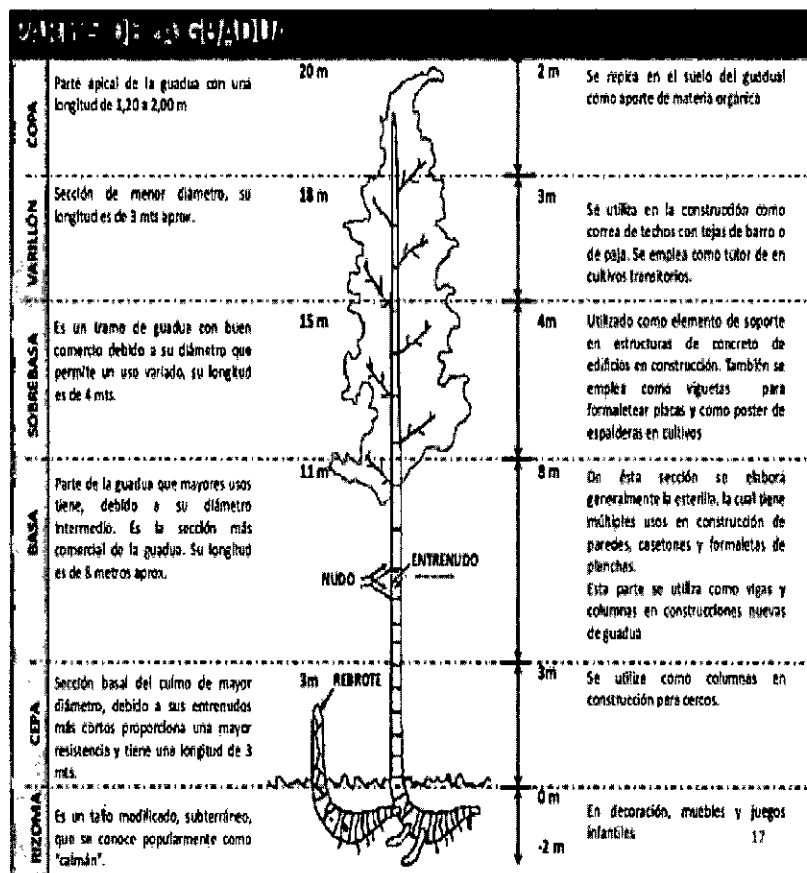 PARTES DE LA GUADUA
COPA
Parte apical de la guadua con una
longitud de 1,20 a 2,00 m
20 m
2 m
Se repica en el suelo del guadual
como aporte de materia orgánica
VARILLÓN
Sección de menor diámetro, su
longitud es de 3 mts aprox.
18 m
3m
Se utiliza en la construcción como
correa de techos con tejas de barro o
de paja. Se emplea como tutor de en
cultivos transitorios.
SOBREBASA
Es un tramo de guadua con buen
comercio debido a su diámetro que
permite un uso variado, su longitud
es de 4 mts.
15 m
4m
Utilizado como elemento de soporte
en estructuras de concreto de
edificios en construcción. También se
emplea como viguetas para
formaletear placas y como poster de
espalderas en cultivos
BASA
Parte de la guadua que mayores usos
tiene, debido a su diámetro
intermedio. Es la sección más
comercial de la guadua. Su longitud
es de 8 metros aprox.
11 m
NUDO
ENTRENUDO
8 m
De ésta sección se elabora
generalmente la esterilla, la cual tiene
múltiples usos en construcción de
paredes, casetones y formaletas de
planchas.
Esta parte se utiliza como vigas y
columnas en construcciones nuevas
de guadua
CEPA
Sección basal del culmo de mayor
diámetro, debido a sus entrenudos
más cortos proporciona una mayor
resistencia y tiene una longitud de 3
mts.
3m
REBROTE
3m
Se utiliza como columnas en
construcción para cercos.
RIZOMA
Es un tallo modificado, subterráneo,
que se conoce popularmente como
"caimán".
0 m
-2 m
En decoración, muebles y juegos
infantiles
17